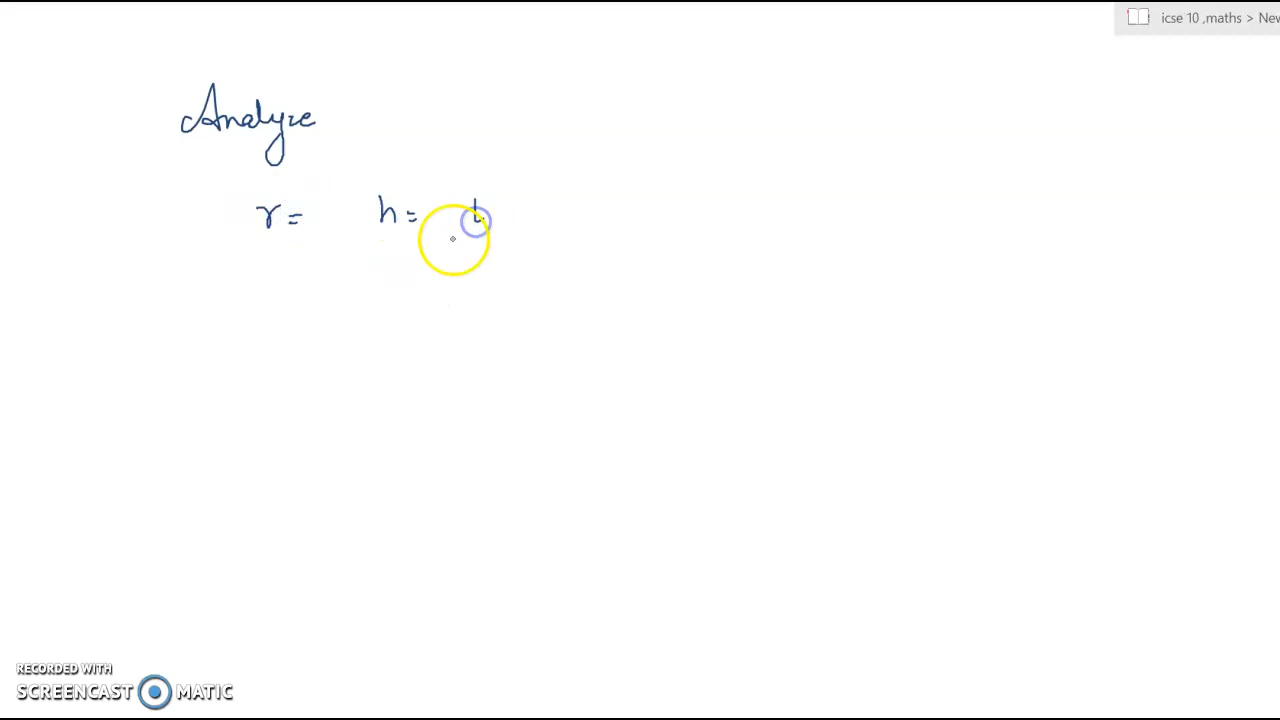 icse 10 ,maths > New
Analyze
r = h = t
RECORDED WITH
SCREENCAST MATIC